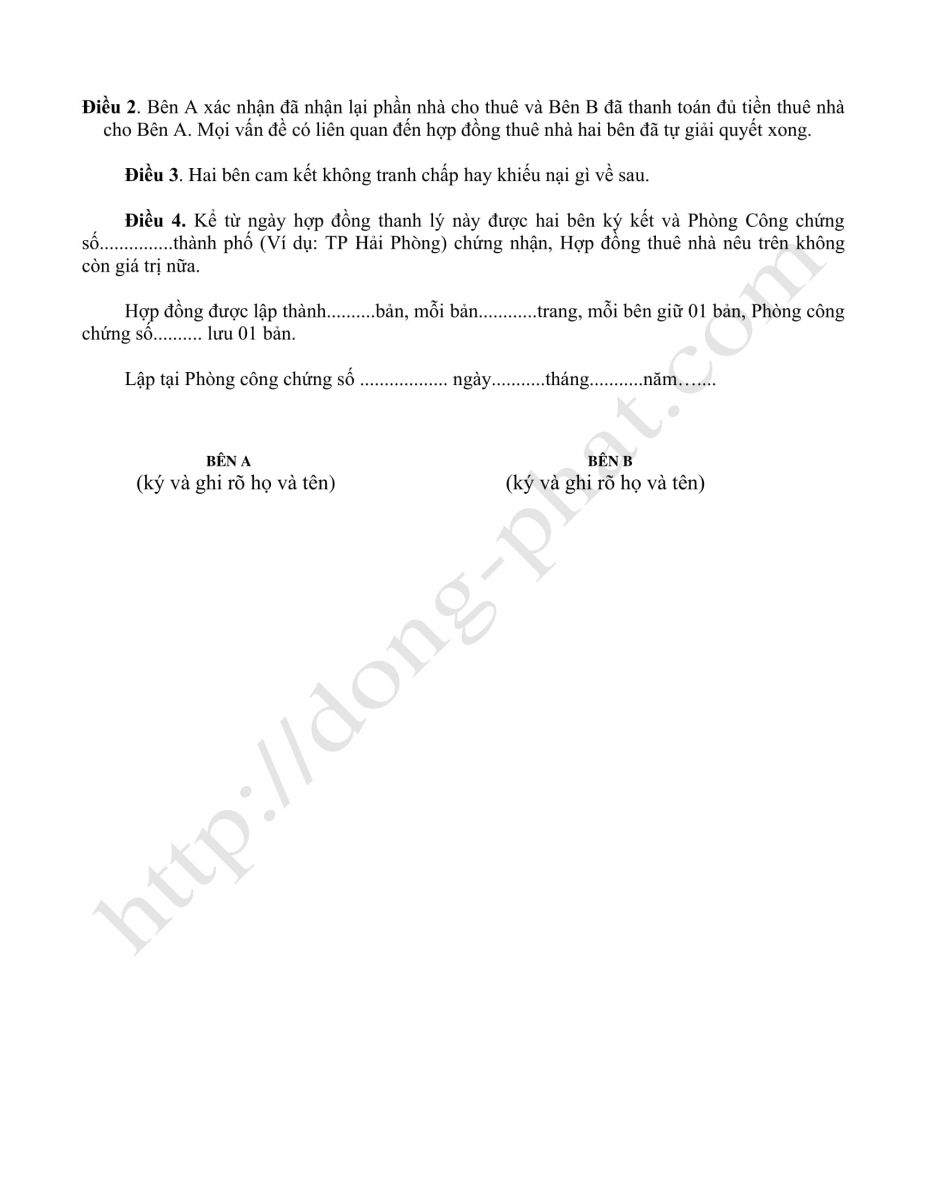 Điều 2. Bên A xác nhận đã nhận lại phần nhà cho thuê và Bên B đã thanh toán đủ tiền thuê nhà
cho Bên A. Mọi vấn đề có liên quan đến hợp đồng thuê nhà hai bên đã tự giải quyết xong.
Điều 3. Hai bên cam kết không tranh chấp hay khiếu nại gì về sau.
Điều 4. Kể từ ngày hợp đồng thanh lý này được hai bên ký kết và Phòng Công chứng
số...............thành phố (Ví dụ: TP Hải Phòng) chứng nhận, Hợp đồng thuê nhà nêu trên không
còn giá trị nữa.
Hợp đồng được lập thành..........bản, mỗi bản............trang, mỗi bên giữ 01 bản, Phòng công
chứng số.......... lưu 01 bản.
Lập tại Phòng công chứng số .................. ngày...........tháng...........năm…....
BÊN A BÊN B
(ký và ghi rõ họ và tên) (ký và ghi rõ họ và tên)
http://dong-phat.com